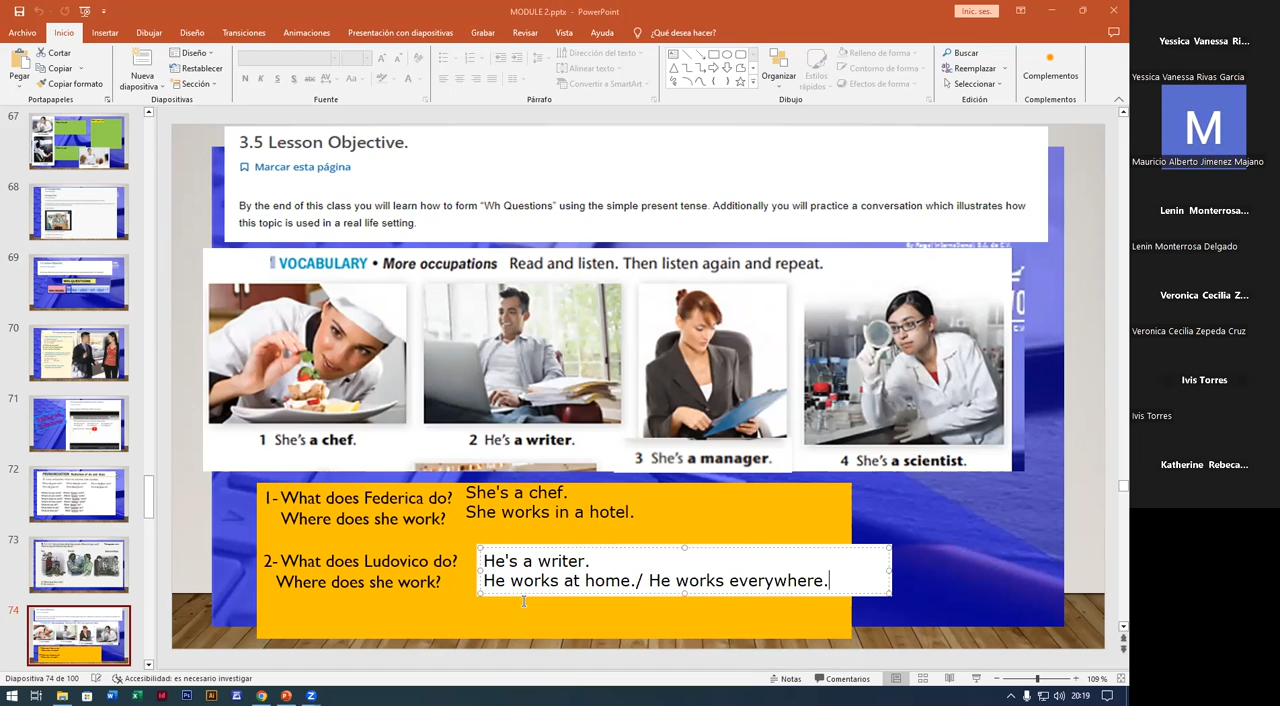 MODULE 2.pptx - PowerPoint
Inic. ses.
Archivo Inicio Insertar Dibujar Diseño Transiciones Animaciones Presentación con diapositivas Grabar Revisar Vista Ayuda ¿Qué desea hacer?
Pegar
Cortar
Copiar
Copiar formato
Portapapeles
Nueva diapositiva
Diseño
Restablecer
Sección
Diapositivas
N K S S abc AV Aa A
Fuente
Dirección del texto
Alinear texto
Convertir a SmartArt
Párrafo
Organizar
Estilos rápidos
Relleno de forma
Contorno de forma
Efectos de forma
Dibujo
Buscar
Reemplazar
Seleccionar
Edición
Complementos
Complementos
67
68
69
70
71
72
73
74
3.5 Lesson Objective.
Marcar esta página
By the end of this class you will learn how to form “Wh Questions” using the simple present tense. Additionally you will practice a conversation which illustrates how
this topic is used in a real life setting.
VOCABULARY • More occupations Read and listen. Then listen again and repeat.
1 She's a chef.
2 He's a writer.
3 She's a manager.
4 She's a scientist.
1- What does Federica do?
Where does she work?
She's a chef.
She works in a hotel.
2- What does Ludovico do?
Where does she work?
He's a writer.
He works at home./ He works everywhere.
Diapositiva 74 de 100
Accesibilidad: es necesario investigar
Notas
Comentarios
109 %
20:19
Yessica Vanessa Ri...
Yessica Vanessa Rivas Garcia
M
Mauricio Alberto Jimenez Majano
Lenin Monterrosa...
Lenin Monterrosa Delgado
Veronica Cecilia Z...
Veronica Cecilia Zepeda Cruz
Ivis Torres
Ivis Torres
Katherine Rebeca...